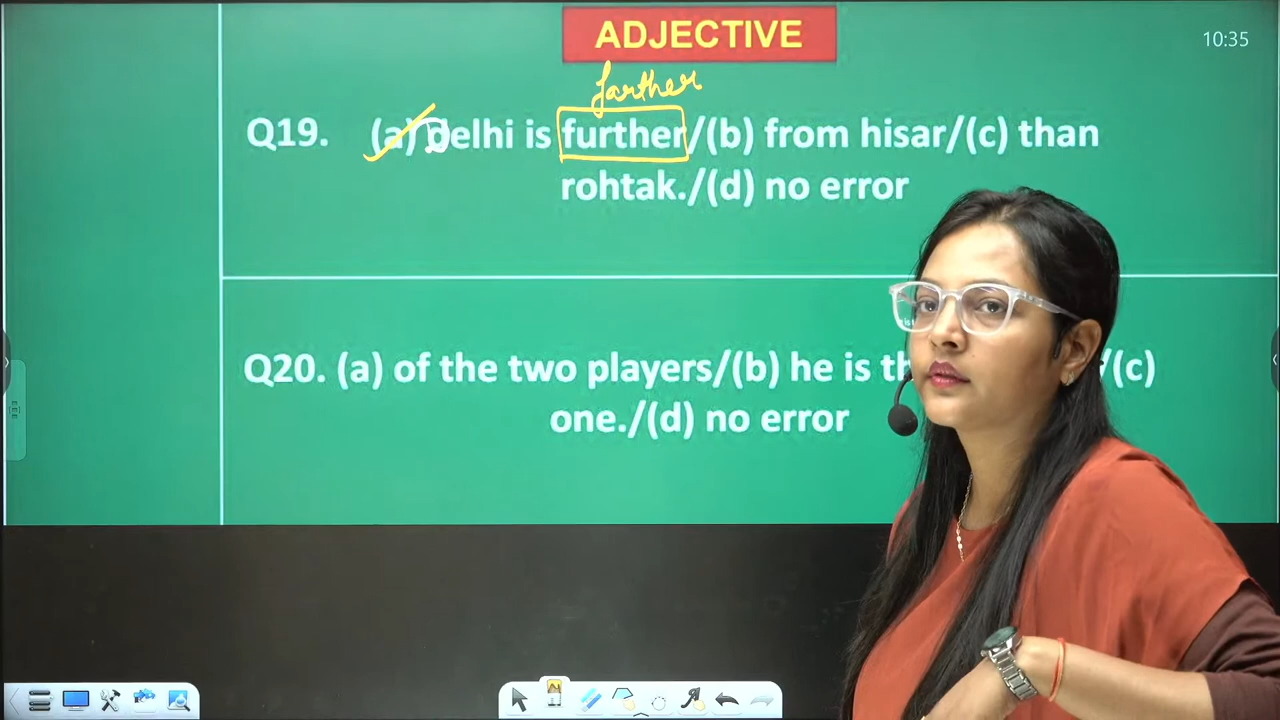 ADJECTIVE
10:35
farther
Q19. (a) Delhi is further/(b) from hisar/(c) than
rohtak./(d) no error
Q20. (a) of the two players/(b) he is /(c)
one./(d) no error